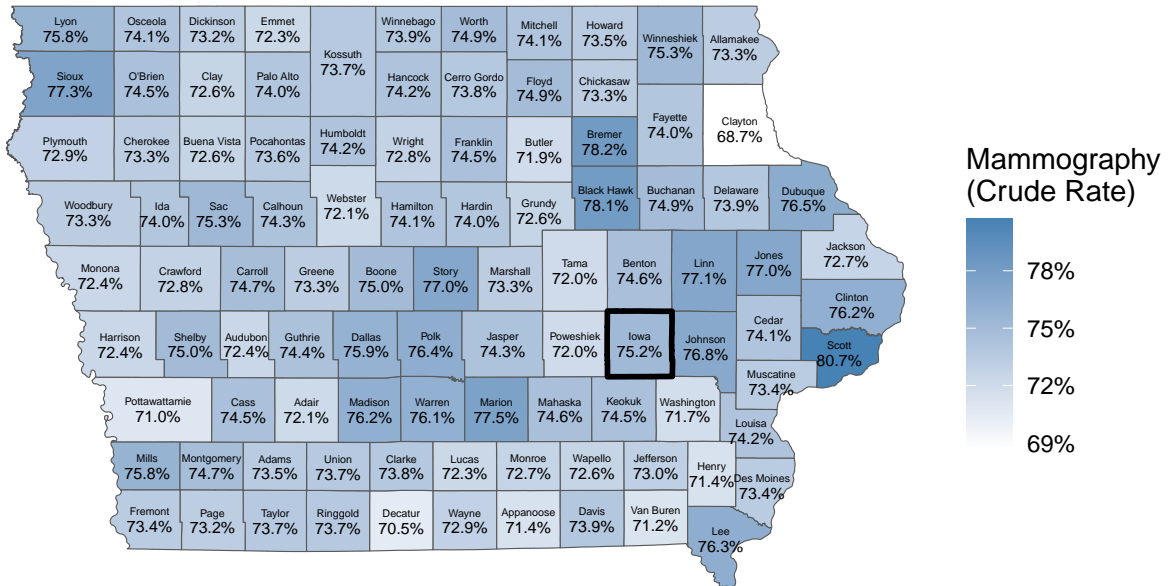 Lyon
75.8%
Osceola
74.1%
Dickinson
73.2%
Emmet
72.3%
Winnebago
73.9%
Worth
74.9%
Mitchell
74.1%
Howard
73.5%
Winneshiek
75.3%
Allamakee
73.3%
Kossuth
73.7%
Sioux
77.3%
O'Brien
74.5%
Clay
72.6%
Palo Alto
74.0%
Hancock
74.2%
Cerro Gordo
73.8%
Floyd
74.9%
Chickasaw
73.3%
Fayette
74.0%
Clayton
68.7%
Plymouth
72.9%
Cherokee
73.3%
Buena Vista
72.6%
Pocahontas
73.6%
Humboldt
74.2%
Wright
72.8%
Franklin
74.5%
Butler
71.9%
Bremer
78.2%
Woodbury
73.3%
Ida
74.0%
Sac
75.3%
Calhoun
74.3%
Webster
72.1%
Hamilton
74.1%
Hardin
74.0%
Grundy
72.6%
Black Hawk
78.1%
Buchanan
74.9%
Delaware
73.9%
Dubuque
76.5%
Monona
72.4%
Crawford
72.8%
Carroll
74.7%
Greene
73.3%
Boone
75.0%
Story
77.0%
Marshall
73.3%
Tama
72.0%
Benton
74.6%
Linn
77.1%
Jones
77.0%
Jackson
72.7%
Clinton
76.2%
Harrison
72.4%
Shelby
75.0%
Audubon
72.4%
Guthrie
74.4%
Dallas
75.9%
Polk
76.4%
Jasper
74.3%
Poweshiek
72.0%
Iowa
75.2%
Johnson
76.8%
Cedar
74.1%
Scott
80.7%
Muscatine
73.4%
Pottawattamie
71.0%
Cass
74.5%
Adair
72.1%
Madison
76.2%
Warren
76.1%
Marion
77.5%
Mahaska
74.6%
Keokuk
74.5%
Washington
71.7%
Louisa
74.2%
Mills
75.8%
Montgomery
74.7%
Adams
73.5%
Union
73.7%
Clarke
73.8%
Lucas
72.3%
Monroe
72.7%
Wapello
72.6%
Jefferson
73.0%
Henry
71.4%
Des Moines
73.4%
Fremont
73.4%
Page
73.2%
Taylor
73.7%
Ringgold
73.7%
Decatur
70.5%
Wayne
72.9%
Appanoose
71.4%
Davis
73.9%
Van Buren
71.2%
Lee
76.3%
Mammography
(Crude Rate)
78%
75%
72%
69%